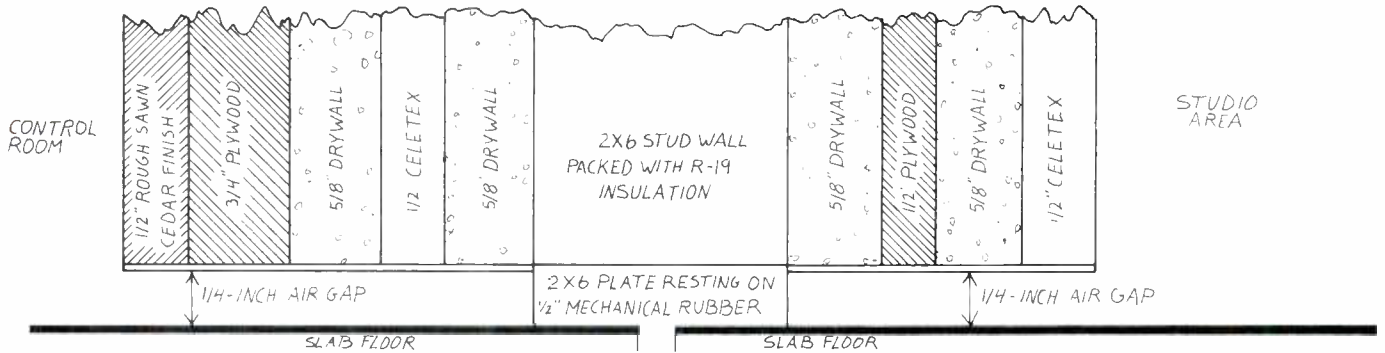 CONTROL
ROOM
1/2" ROUGH SAWN
CEDAR FINISH
3/4" PLYWOOD
5/8" DRYWALL
1/2 CELETEX
5/8" DRYWALL
2X6 STUD WALL
PACKED WITH R-19
INSULATION
5/8" DRYWALL
1/2" PLYWOOD
5/8" DRYWALL
1/2" CELETEX
STUDIO
AREA
1/4-INCH AIR GAP
2X6 PLATE RESTING ON
1/2" MECHANICAL RUBBER
1/4-INCH AIR GAP
SLAB FLOOR
SLAB FLOOR